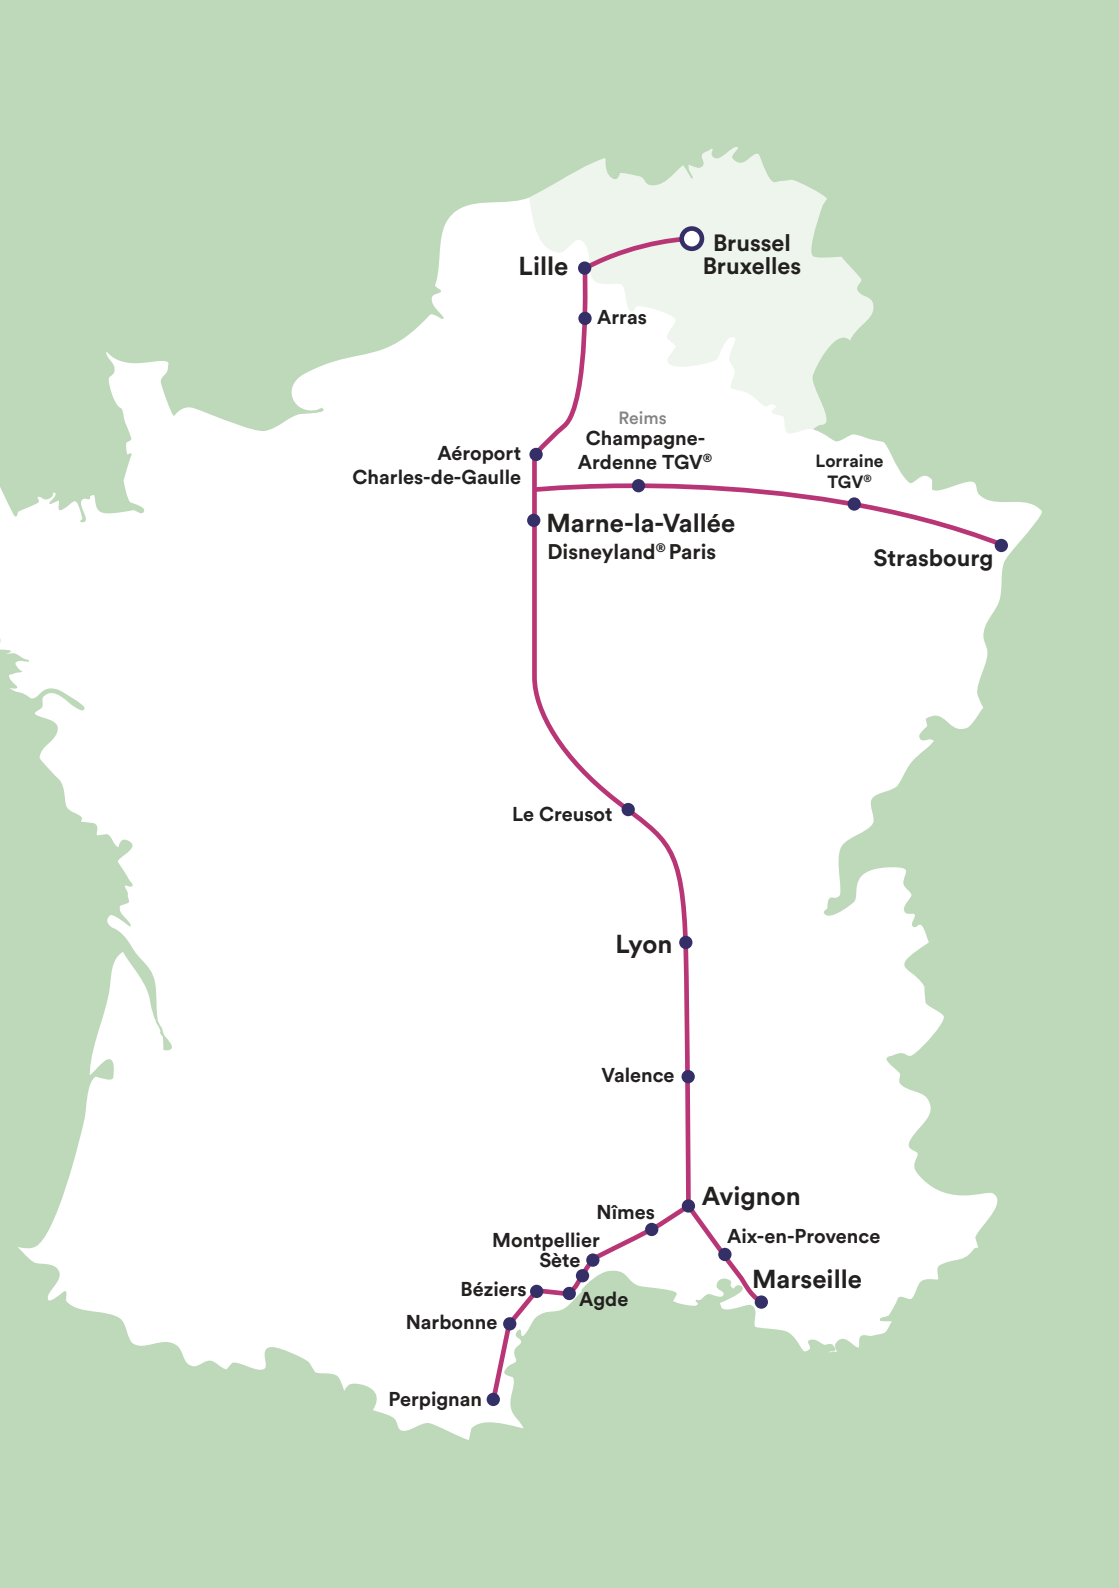 Brussel
Bruxelles
Lille
Arras
Reims
Champagne-
Ardenne TGV®
Aéroport
Charles-de-Gaulle
Lorraine
TGV®
Marne-la-Vallée
Disneyland® Paris
Strasbourg
Le Creusot
Lyon
Valence
Avignon
Nîmes
Aix-en-Provence
Montpellier
Sète
Marseille
Béziers
Agde
Narbonne
Perpignan